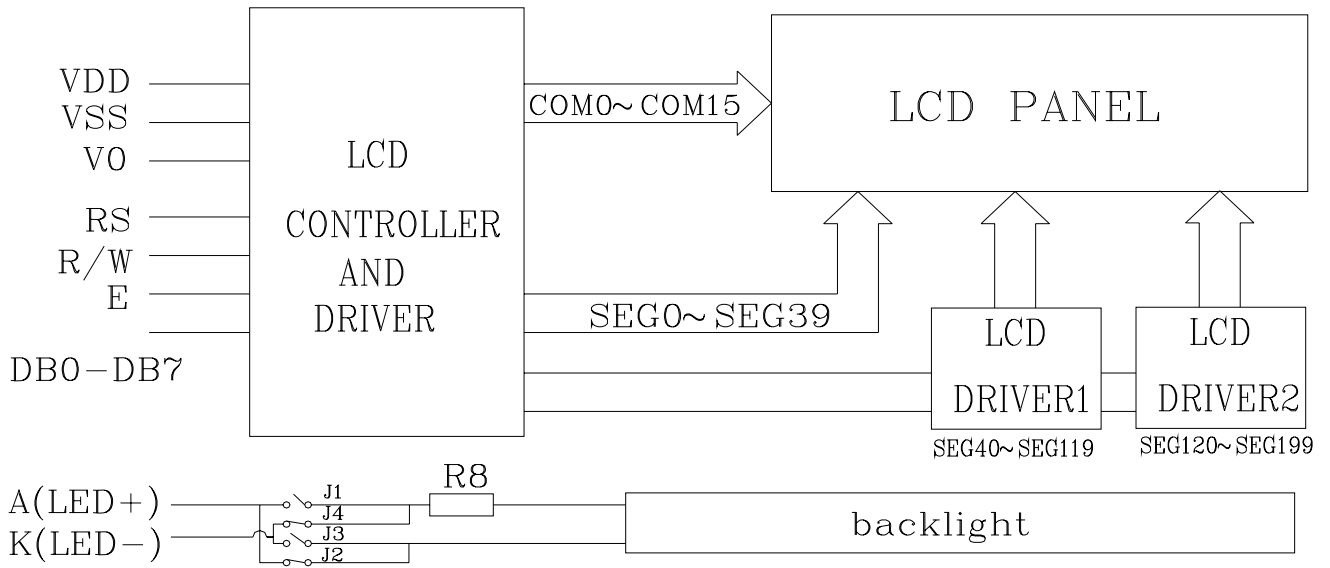 VDD
VSS
V0
RS
R/W
E
DB0-DB7
LCD
CONTROLLER
AND
DRIVER
COM0~COM15
LCD PANEL
SEG0~SEG39
LCD
DRIVER1
SEG40~SEG119
LCD
DRIVER2
SEG120~SEG199
A(LED+)
K(LED-)
J1
J4
J3
J2
R8
backlight